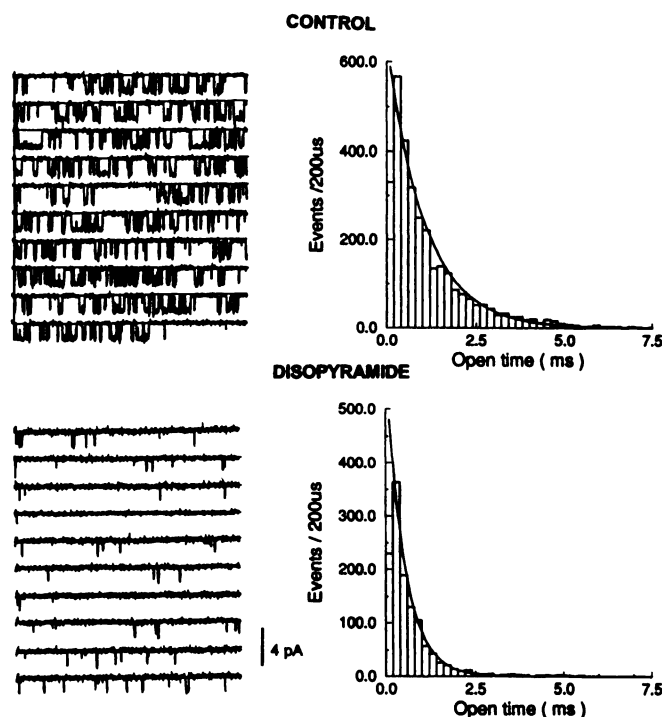 CONTROL
600.0
400.0
200.0
0.0
Events /200us
0.0 2.5 5.0 7.5
Open time ( ms )
DISOPYRAMIDE
4 pA
500.0
400.0
300.0
200.0
100.0
0.0
Events / 200us
0.0 2.5 5.0 7.5
Open time ( ms )